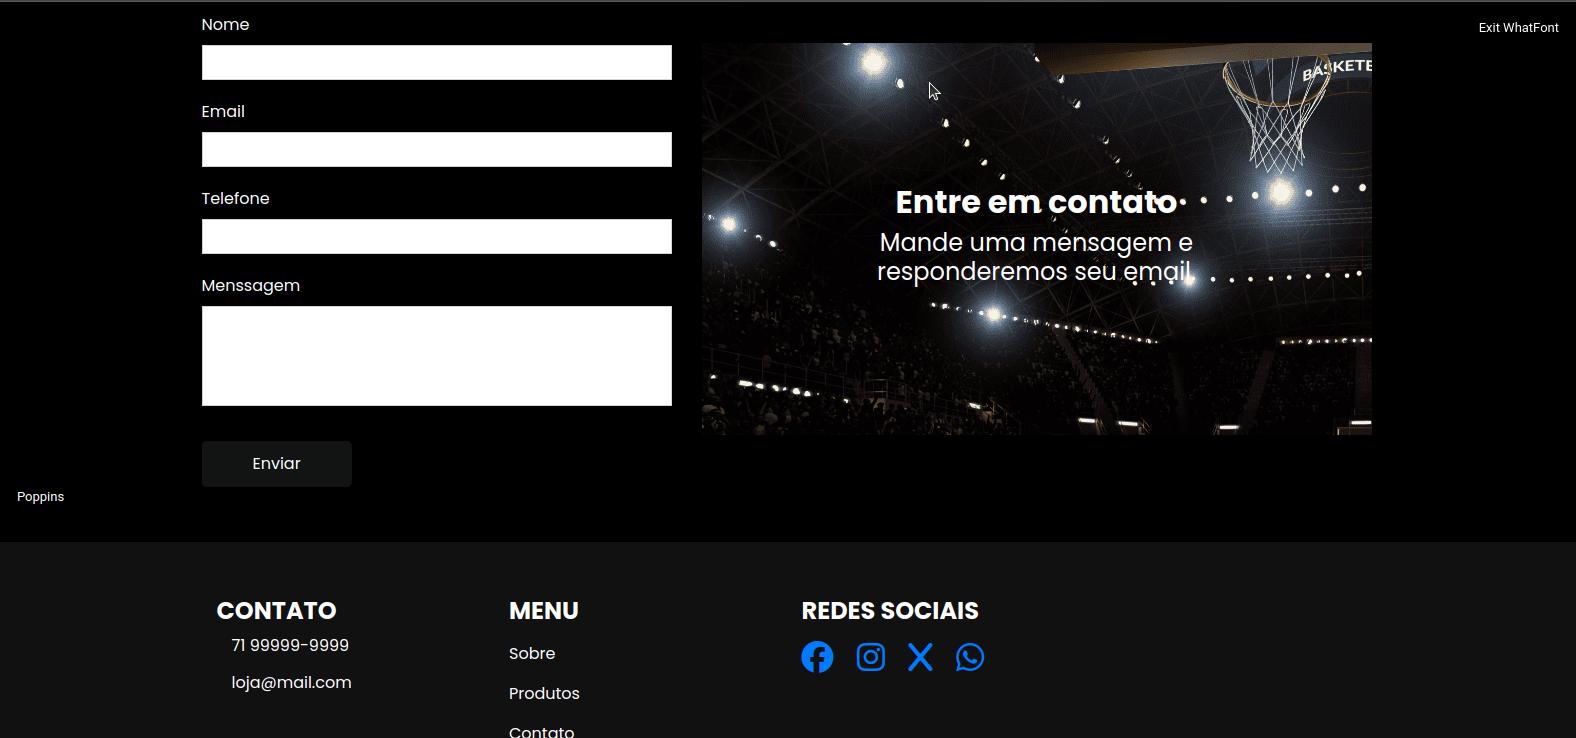 Exit WhatFont
Nome
Email
Telefone
Menssagem
Enviar
BASKETB
Entre em contato
Mande uma mensagem e
responderemos seu email.
Poppins
CONTATO
71 99999-9999
loja@mail.com
MENU
Sobre
Produtos
Contato
REDES SOCIAIS